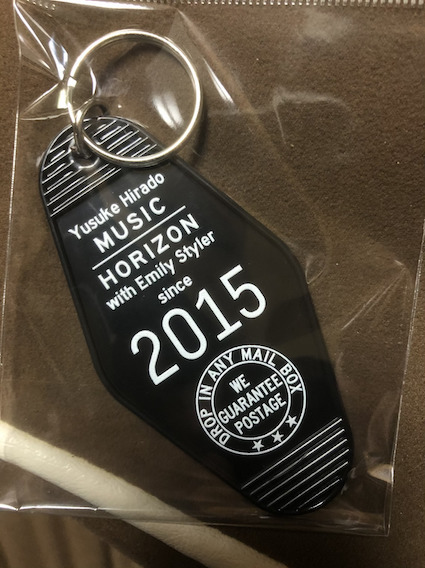 Yusuke Hirado
MUSIC
HORIZON
with Emily Styler
since
2015
DROP IN ANY MAIL BOX
WE
GUARANTEE
POSTAGE